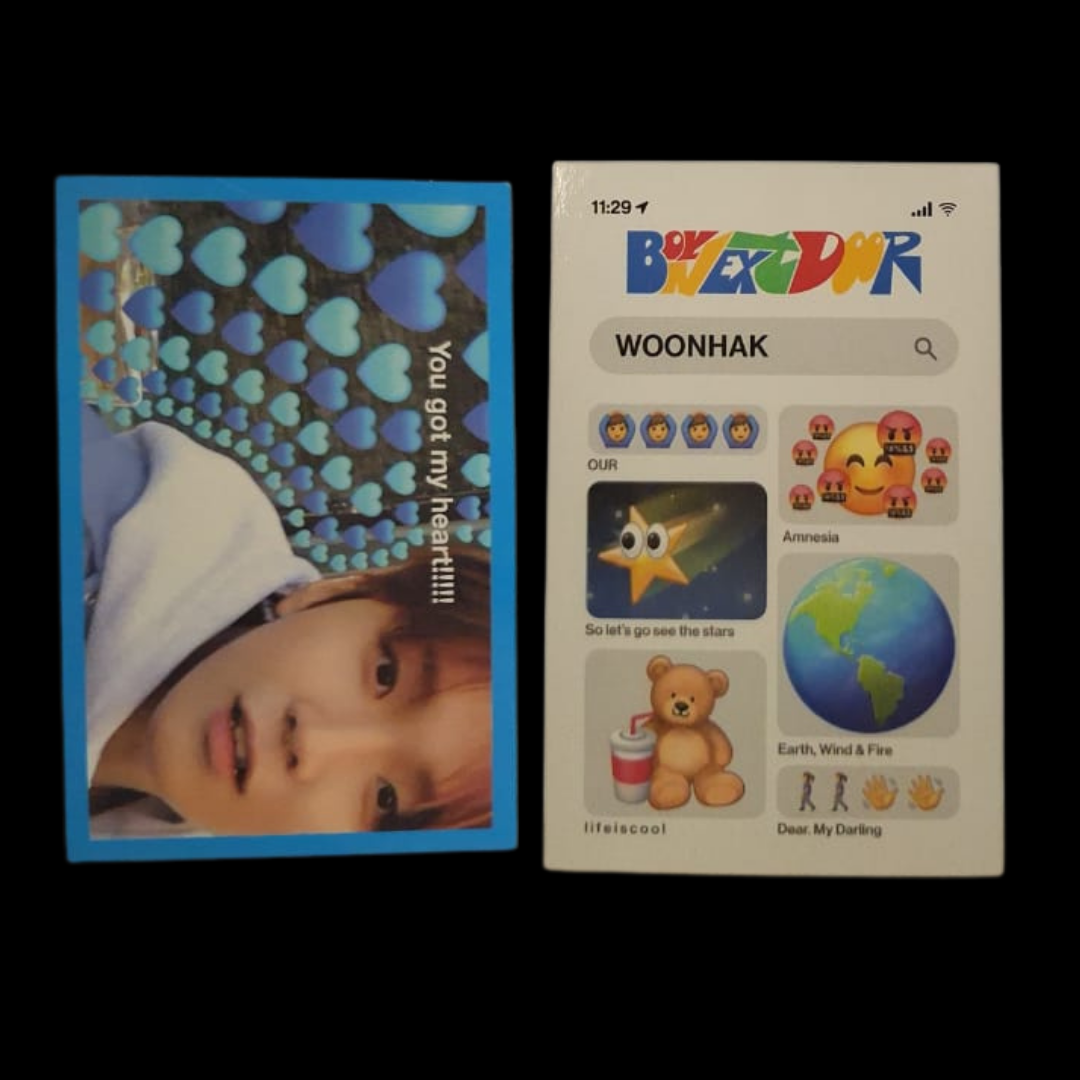 You got my heart!!!!!
11:29
BOYNEXTDOOR
WOONHAK
OUR
Amnesia
So let's go see the stars
Earth, Wind & Fire
lifeiscool
Dear. My Darling